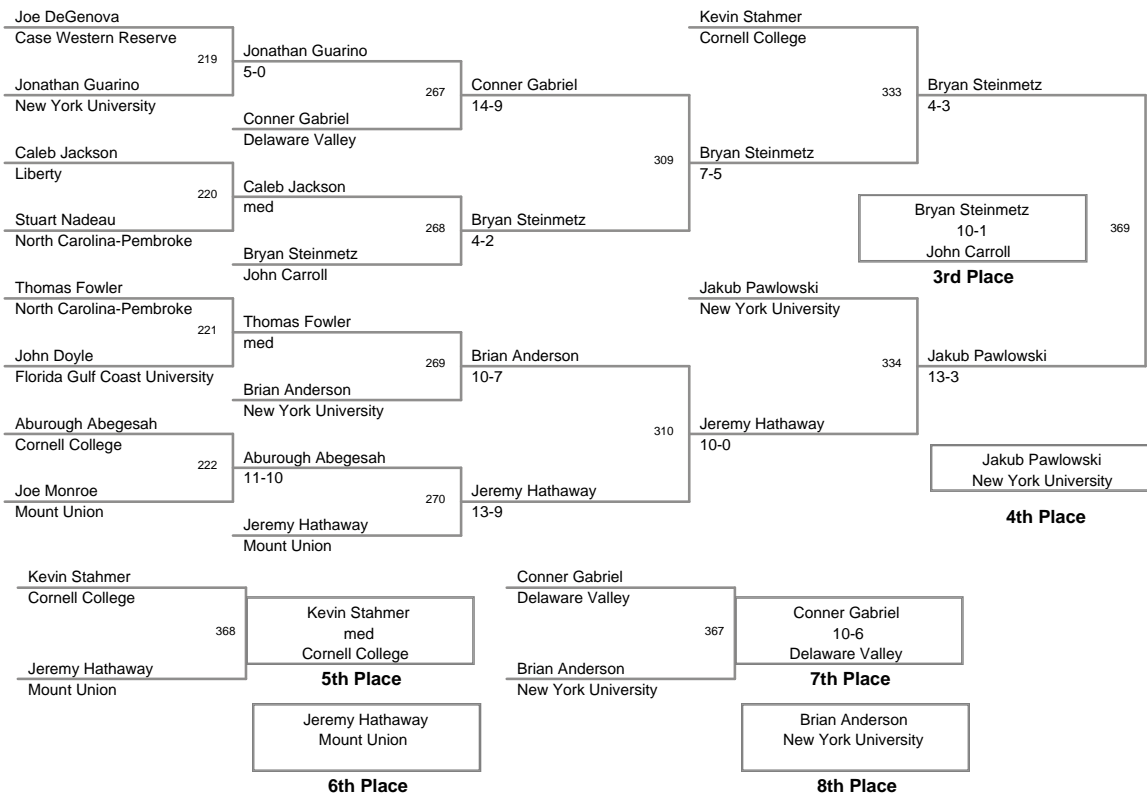 Joe DeGenova
Case Western Reserve
219
Jonathan Guarino
New York University
Jonathan Guarino
5-0
267
Conner Gabriel
Delaware Valley
Conner Gabriel
14-9
Caleb Jackson
Liberty
220
Stuart Nadeau
North Carolina-Pembroke
Caleb Jackson
med
268
Bryan Steinmetz
John Carroll
Bryan Steinmetz
4-2
309
Bryan Steinmetz
7-5
Kevin Stahmer
Cornell College
333
Bryan Steinmetz
4-3
Thomas Fowler
North Carolina-Pembroke
221
John Doyle
Florida Gulf Coast University
Thomas Fowler
med
269
Brian Anderson
New York University
Brian Anderson
10-7
Aburough Abegesah
Cornell College
222
Joe Monroe
Mount Union
Aburough Abegesah
11-10
270
Jeremy Hathaway
Mount Union
Jeremy Hathaway
13-9
310
Jeremy Hathaway
10-0
Jakub Pawlowski
New York University
334
Jakub Pawlowski
13-3
369
Bryan Steinmetz
10-1
John Carroll
3rd Place
Jakub Pawlowski
New York University
4th Place
Kevin Stahmer
Cornell College
368
Jeremy Hathaway
Mount Union
Kevin Stahmer
med
Cornell College
5th Place
Jeremy Hathaway
Mount Union
6th Place
Conner Gabriel
Delaware Valley
367
Brian Anderson
New York University
Conner Gabriel
10-6
Delaware Valley
7th Place
Brian Anderson
New York University
8th Place